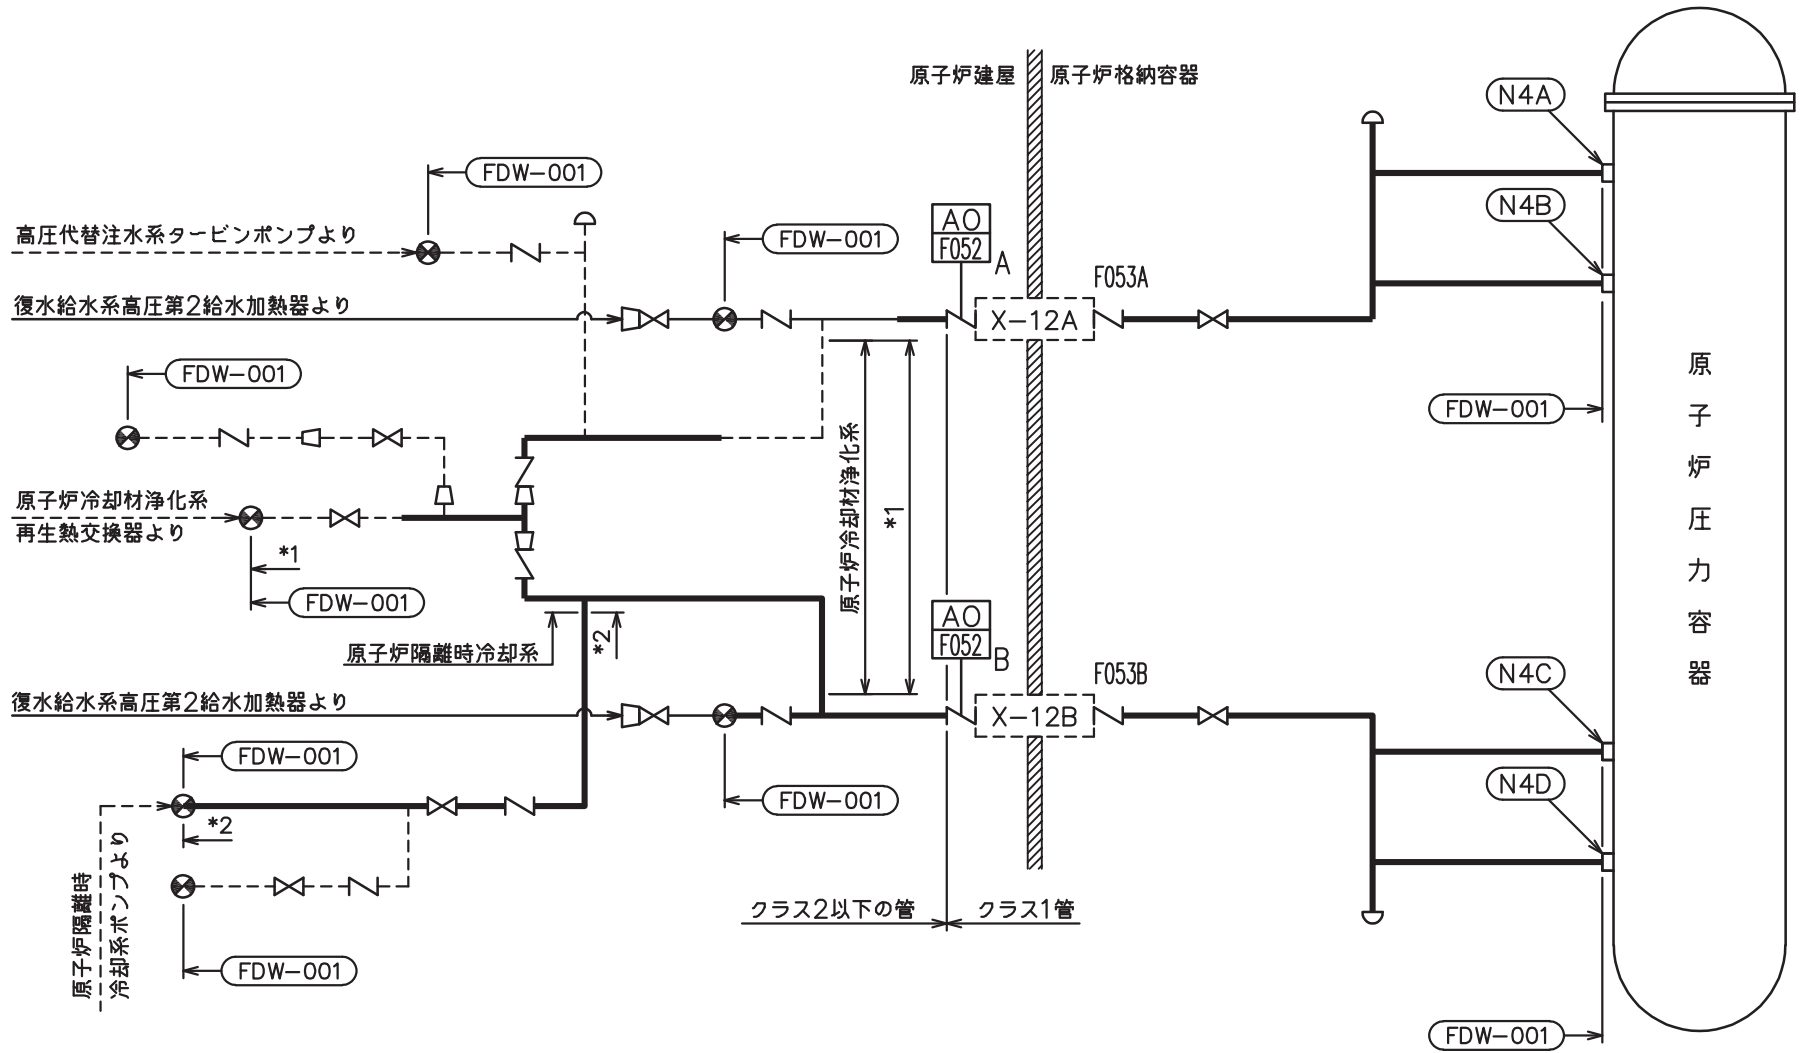 原子炉建屋
原子炉格納容器
N4A
FDW-001
N4B
高圧代替注水系タービンポンプより
FDW-001
AO
F052
A
F053A
復水給水系高圧第2給水加熱器より
X-12A
FDW-001
原子炉圧力容器
FDW-001
原子炉冷却材浄化系
*1
原子炉冷却材浄化系
再生熱交換器より
*1
FDW-001
AO
F052
B
*2
原子炉隔離時冷却系
F053B
N4C
復水給水系高圧第2給水加熱器より
X-12B
FDW-001
N4D
FDW-001
*2
原子炉隔離時
冷却系ポンプより
クラス2以下の管
クラス1管
FDW-001
FDW-001